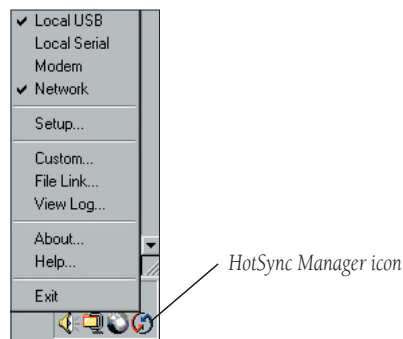 Local USB
Local Serial
Modem
Network
Setup...
Custom...
File Link...
View Log...
About...
Help...
Exit
HotSync Manager icon